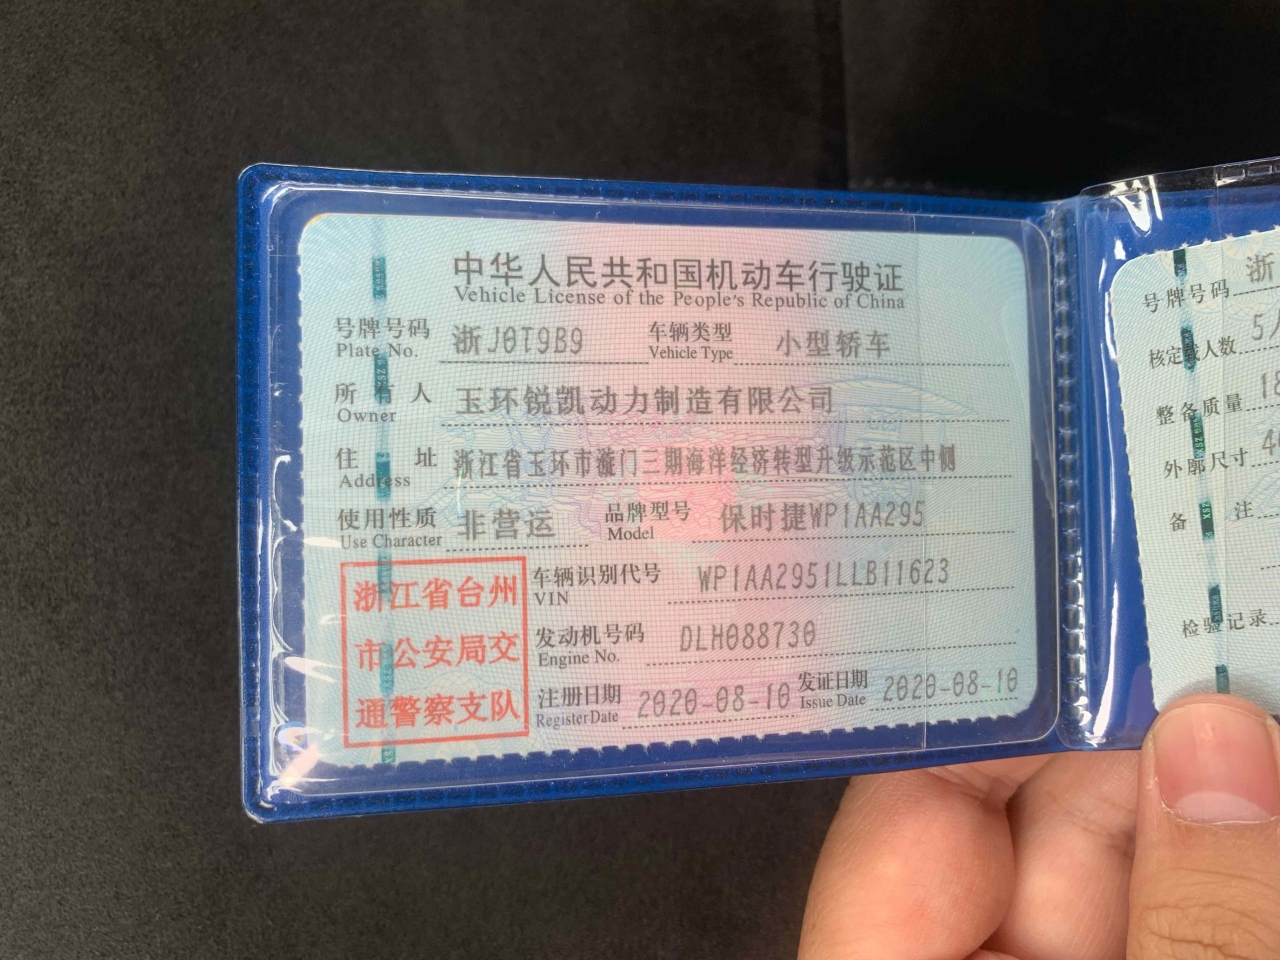 中华人民共和国机动车行驶证
Vehicle License of the People's Republic of China
号牌号码 浙J0T9B9 车辆类型 小型轿车
Plate No. Vehicle Type
所有人 玉环锐凯动力制造有限公司
Owner
住址 浙江省玉环市漩门三期海洋经济转型升级示范区中侧
Address
使用性质 非营运 品牌型号 保时捷WP1AA295
Use Character Model
车辆识别代号 WP1AA2951LLB11623
VIN
发动机号码 DLH088730
Engine No.
注册日期 2020-08-10 发证日期 2020-08-10
Register Date Issue Date
浙江省台州
市公安局交
通警察支队
号牌号码 浙
核定载人数 5/
整备质量 18
外廓尺寸 4
备注
检验记录